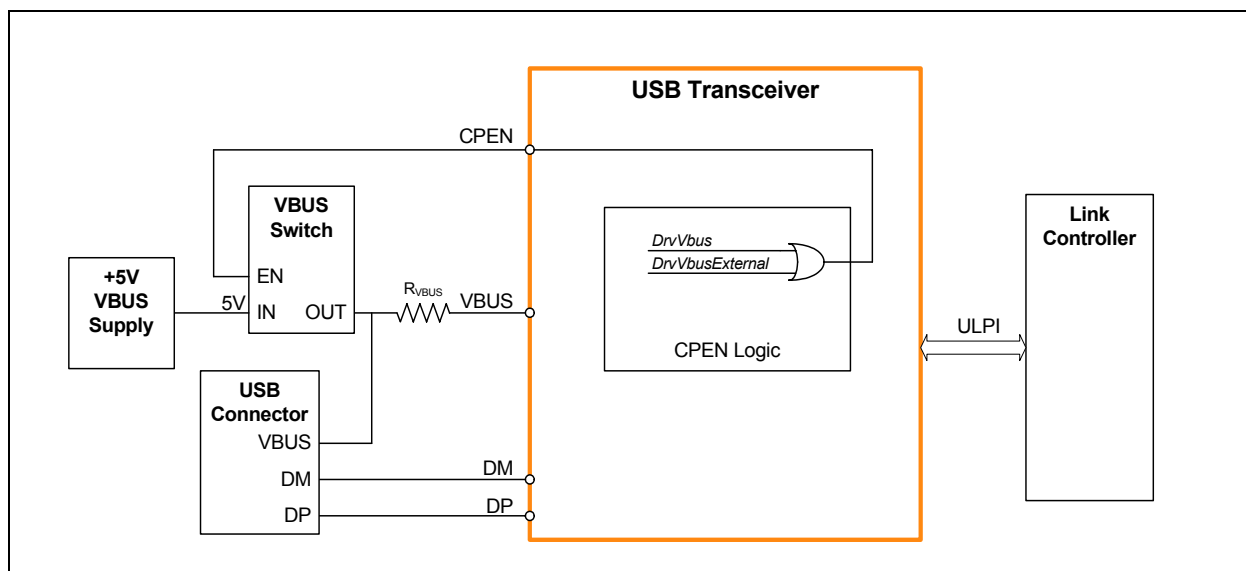 USB Transceiver
CPEN
VBUS
Switch
EN
IN
OUT
+5V
VBUS
Supply
5V
RVBUS
VBUS
DrvVbus
DrvVbusExternal
CPEN Logic
Link
Controller
ULPI
USB
Connector
VBUS
DM
DP
DM
DP